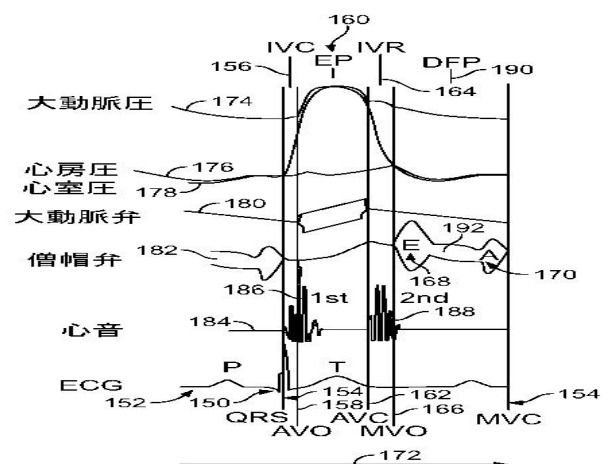 160
IVC IVR
156 EP DFP
190
164
大動脈圧 174
心房圧 176
心室圧 178
大動脈弁 180
僧帽弁 182 E 192 A
168
170
186 1st 2nd
188
心音 184
P T
ECG
152 150 154 162 154
158 166
QRS AVC MVC
AVO MVO
172